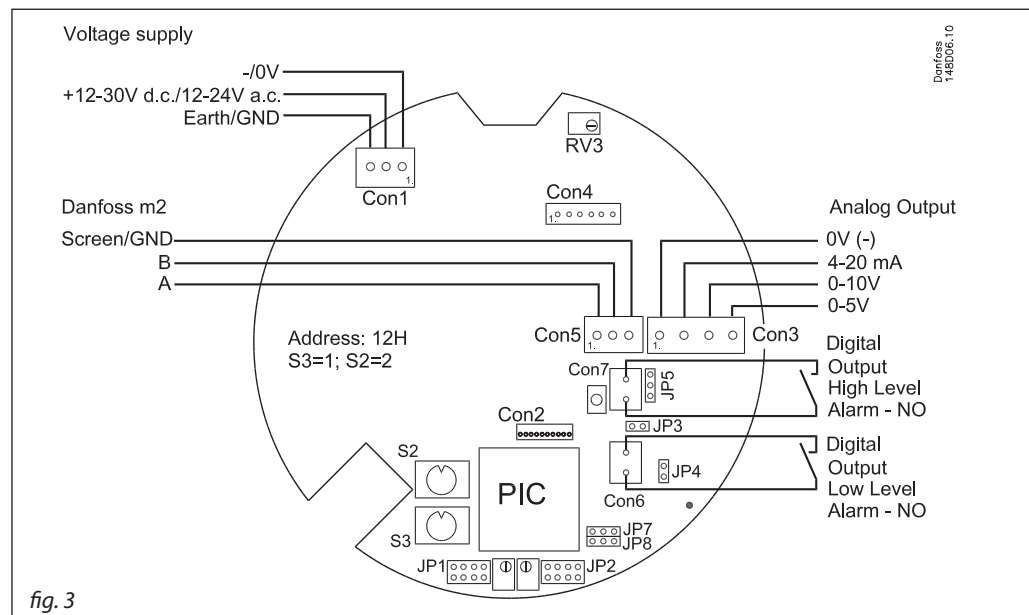 Voltage supply
Danfoss
148D06.10
-/0V
+12-30V d.c./12-24V a.c.
Earth/GND
1.
Con1
RV3
Con4
1.
Danfoss m2
Screen/GND
B
A
Analog Output
0V (-)
4-20 mA
0-10V
0-5V
Con5
1.
1.
Con3
Address: 12H
S3=1; S2=2
Con7
JP5
Digital
Output
High Level
Alarm - NO
JP3
Con2
S2
PIC
S3
JP4
Con6
Digital
Output
Low Level
Alarm - NO
JP7
JP8
JP1
JP2
fig. 3